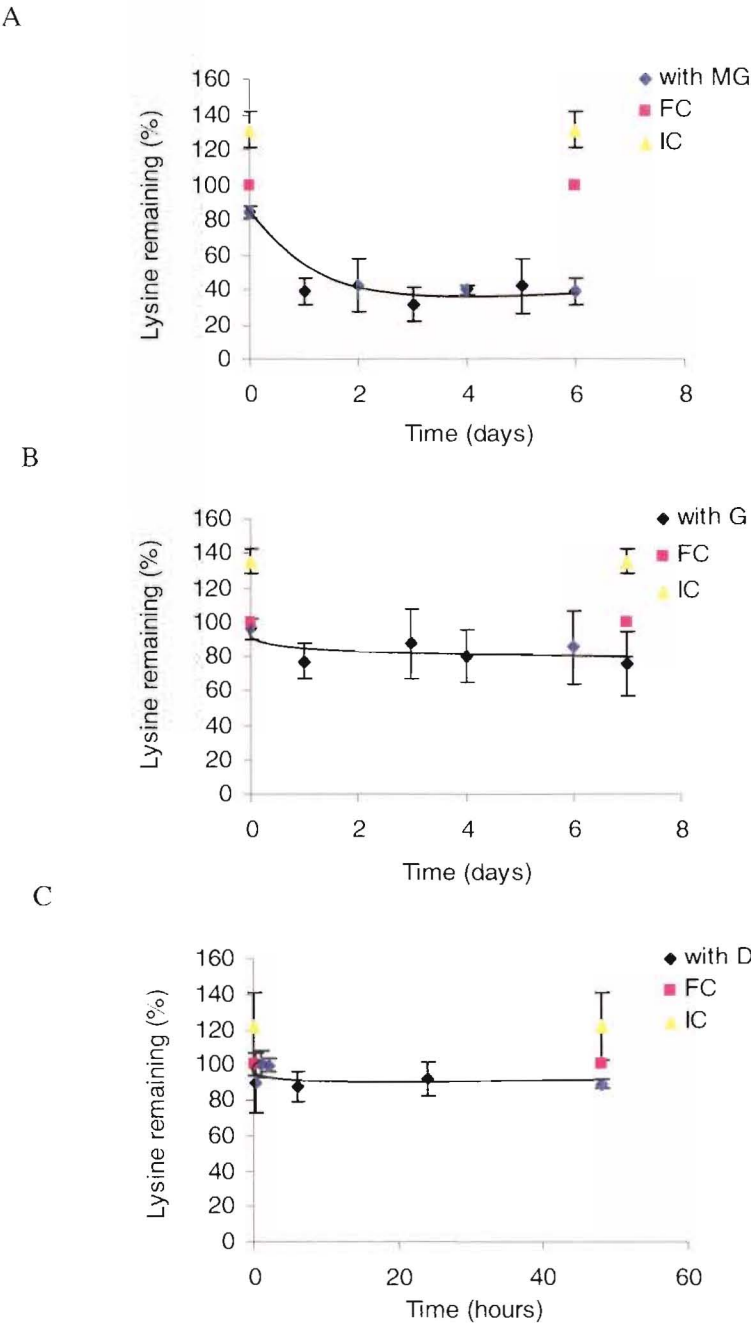 A
Lysine remaining (%)
160
140
120
100
80
60
40
20
0
0 2 4 6 8
Time (days)
with MG
FC
IC
B
Lysine remaining (%)
160
140
120
100
80
60
40
20
0
0 2 4 6 8
Time (days)
with G
FC
IC
C
Lysine remaining (%)
160
140
120
100
80
60
40
20
0
0 20 40 60
Time (hours)
with D
FC
IC